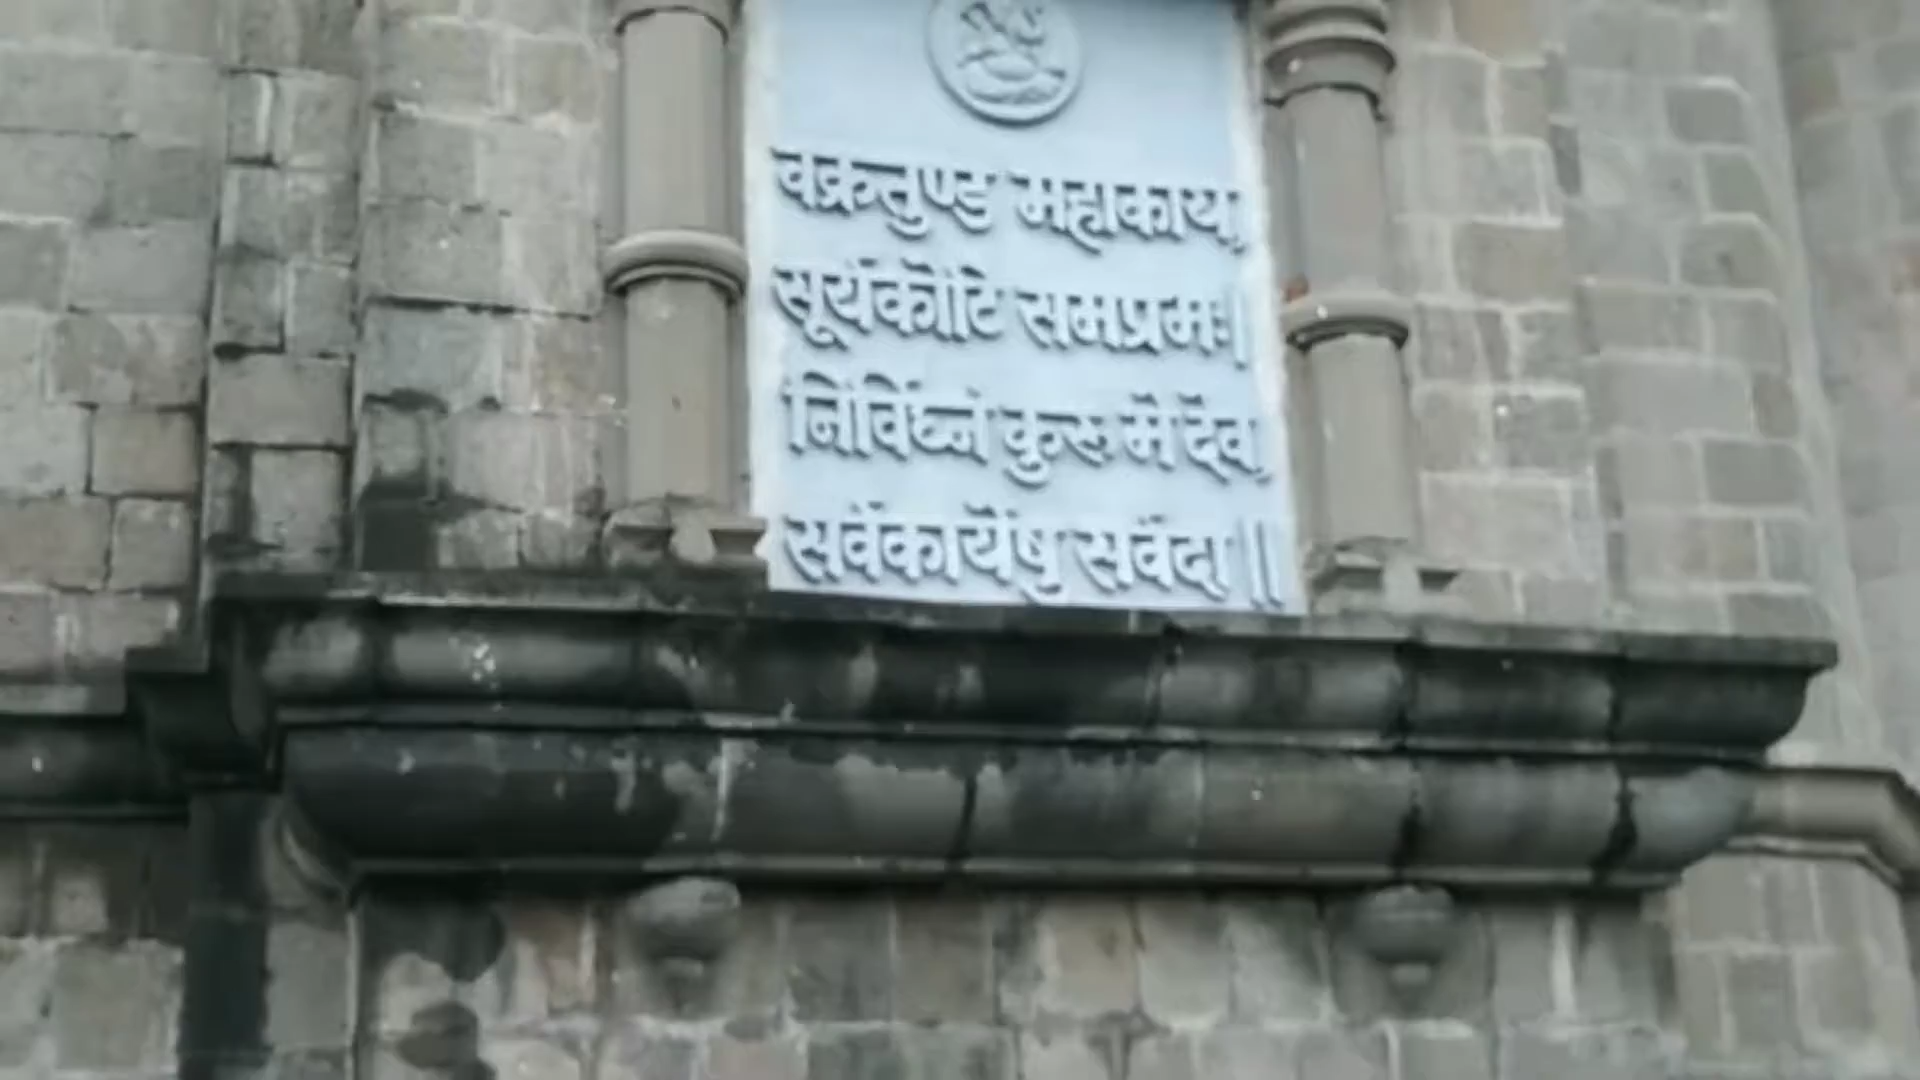 वक्रतुण्ड महाकाय,
सूर्यकोटि समप्रभः।
निर्विघ्नं कुरु मे देव,
सर्वकार्येषु सर्वदा॥